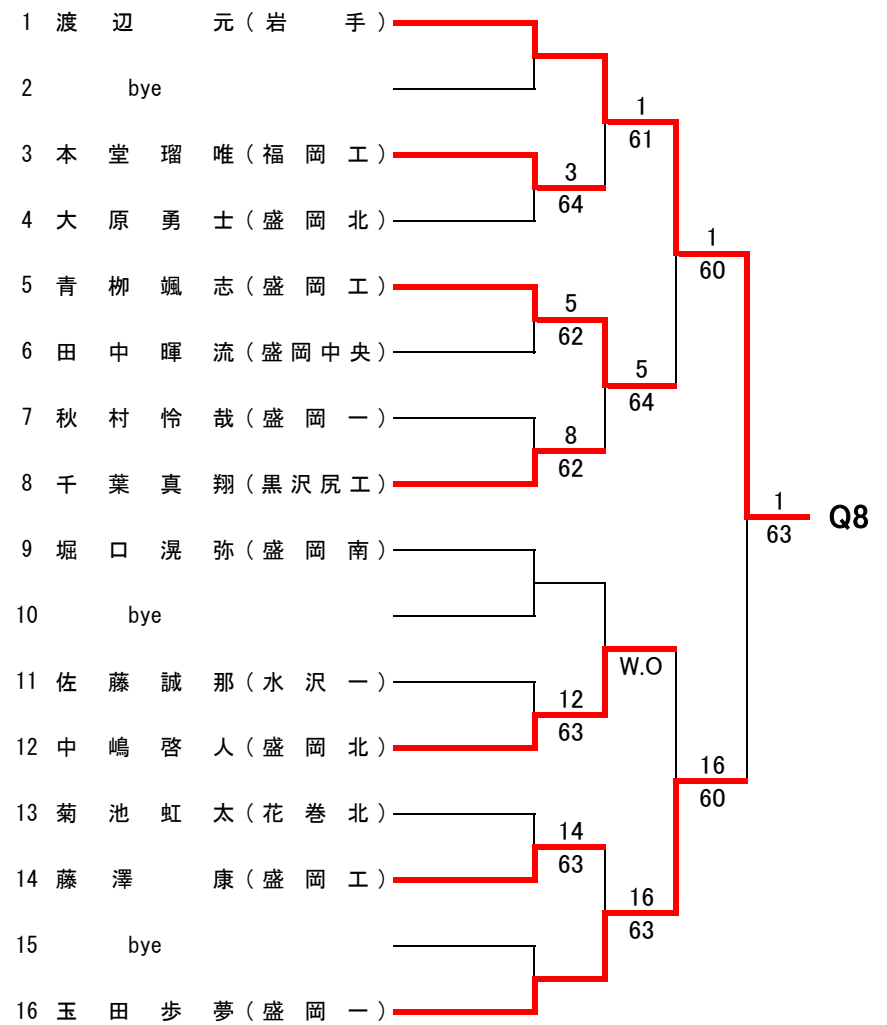 1 渡辺 元(岩手)
2 bye
1
61
3 本堂瑠唯(福岡工)
3
64
4 大原勇士(盛岡北)
1
60
5 青栁颯志(盛岡工)
5
62
6 田中暉流(盛岡中央)
5
64
7 秋村怜哉(盛岡一)
8
62
8 千葉真翔(黒沢尻工)
1
63
Q8
9 堀口滉弥(盛岡南)
10 bye
W.O
11 佐藤誠那(水沢一)
12
63
12 中嶋啓人(盛岡北)
16
60
13 菊池虹太(花巻北)
14
63
14 藤澤 康(盛岡工)
16
63
15 bye
16 玉田歩夢(盛岡一)